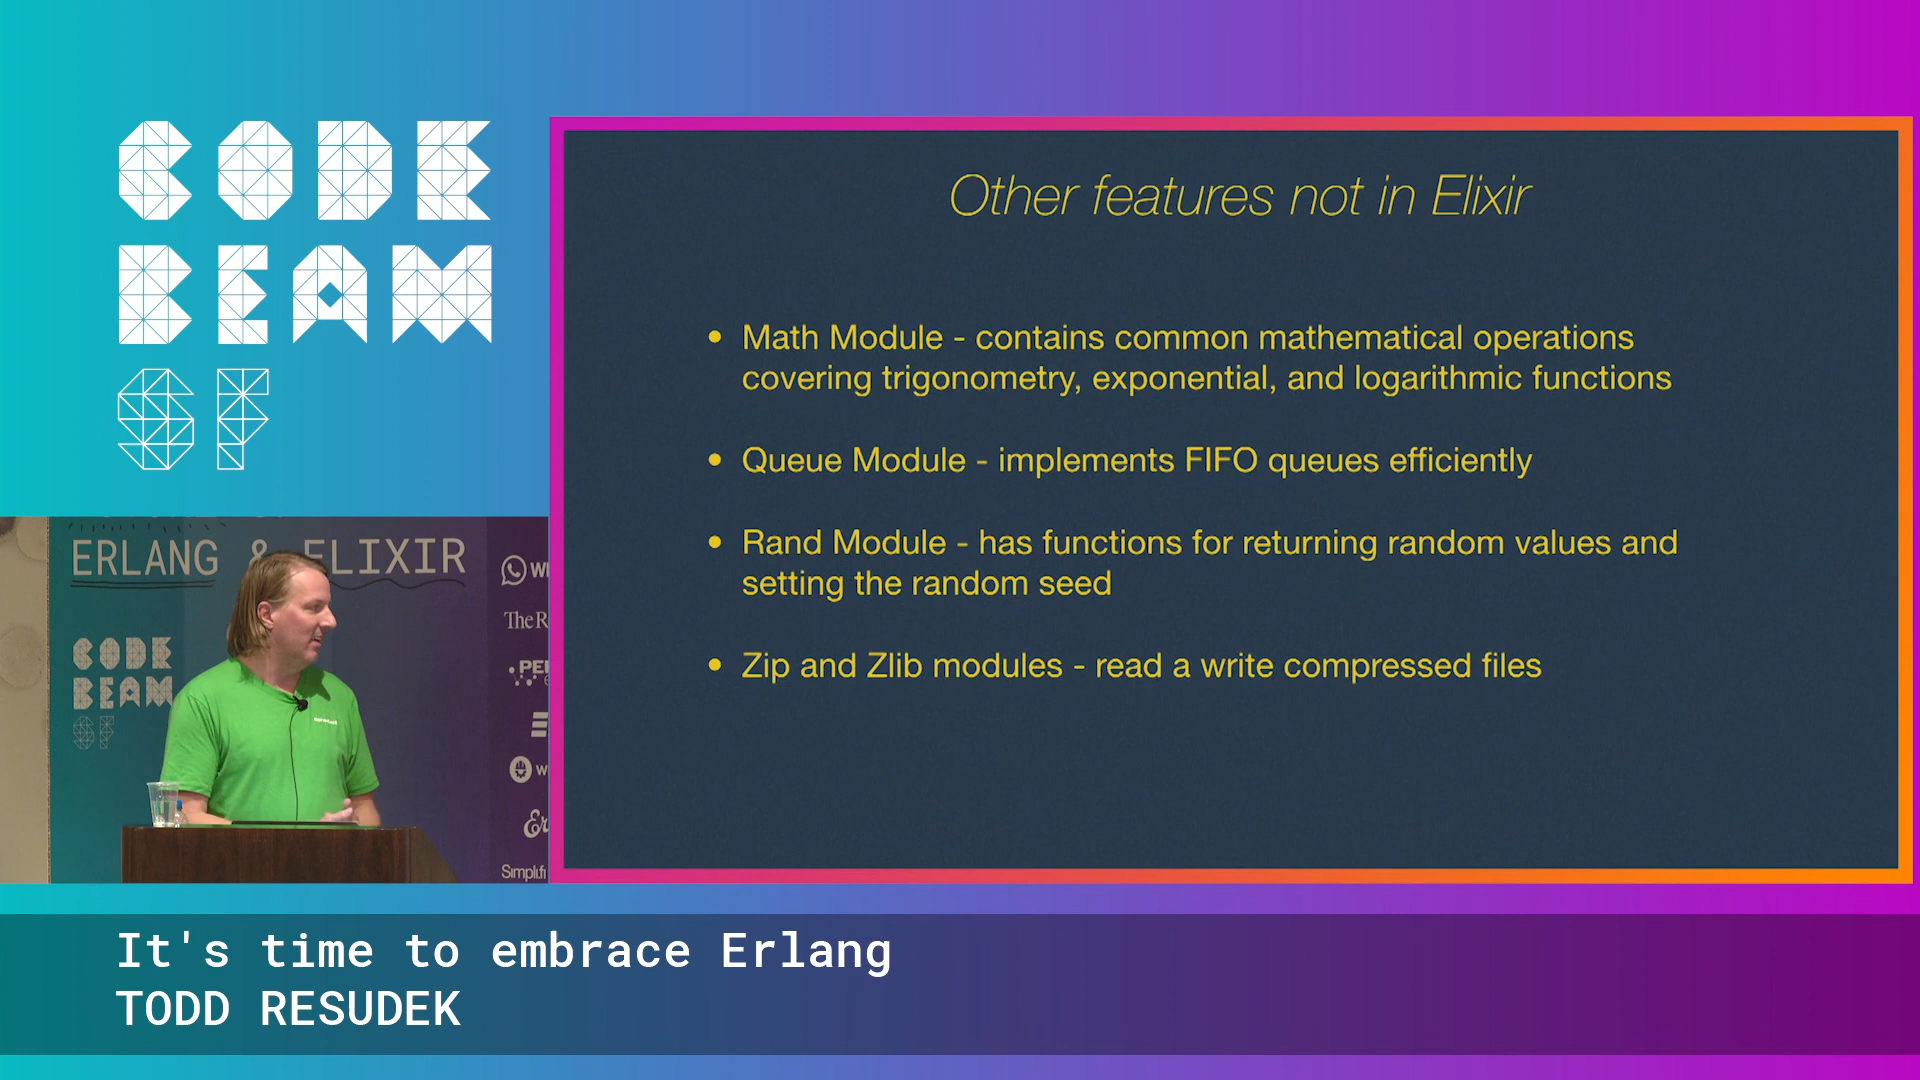 CODE
BEAM
SF
Other features not in Elixir
• Math Module - contains common mathematical operations
covering trigonometry, exponential, and logarithmic functions
• Queue Module - implements FIFO queues efficiently
• Rand Module - has functions for returning random values and
setting the random seed
• Zip and Zlib modules - read a write compressed files
ERLANG & ELIXIR
CODE
BEAM
SF
The R
Simplifi
It's time to embrace Erlang
TODD RESUDEK